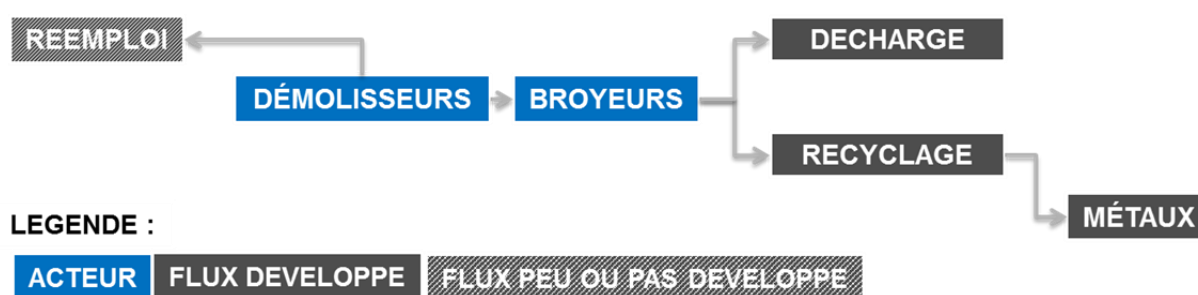 REEMPLOI
DECHARGE
DÉMOLISSEURS
BROYEURS
RECYCLAGE
MÉTAUX
LEGENDE :
ACTEUR
FLUX DEVELOPPE
FLUX PEU OU PAS DEVELOPPE